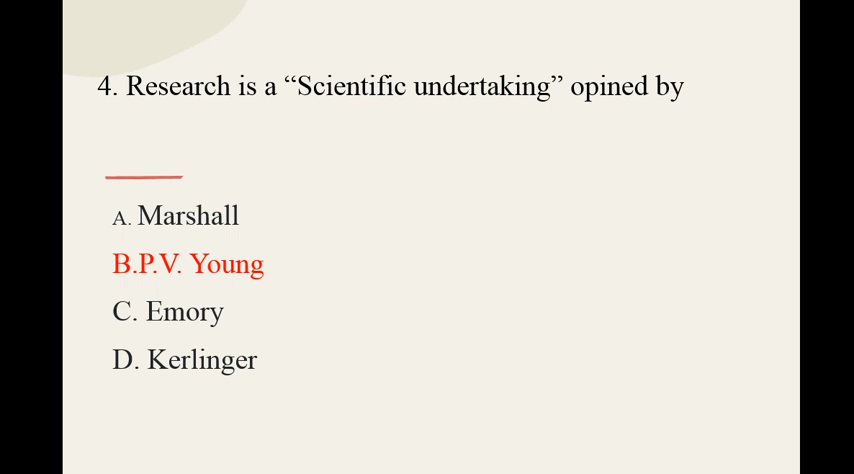 4. Research is a “Scientific undertaking” opined by
A. Marshall
B.P.V. Young
C. Emory
D. Kerlinger